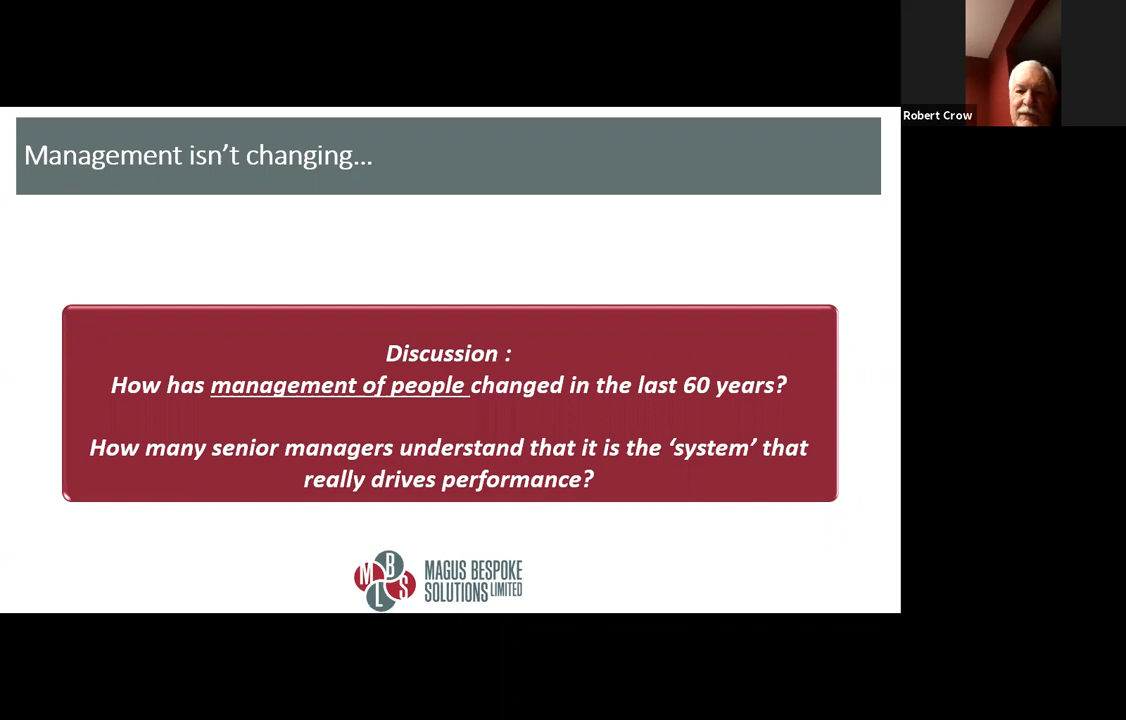 Robert Crow
Management isn’t changing...
Discussion :
How has management of people changed in the last 60 years?
How many senior managers understand that it is the ‘system’ that
really drives performance?
M B L S
MAGUS BESPOKE
SOLUTIONS LIMITED